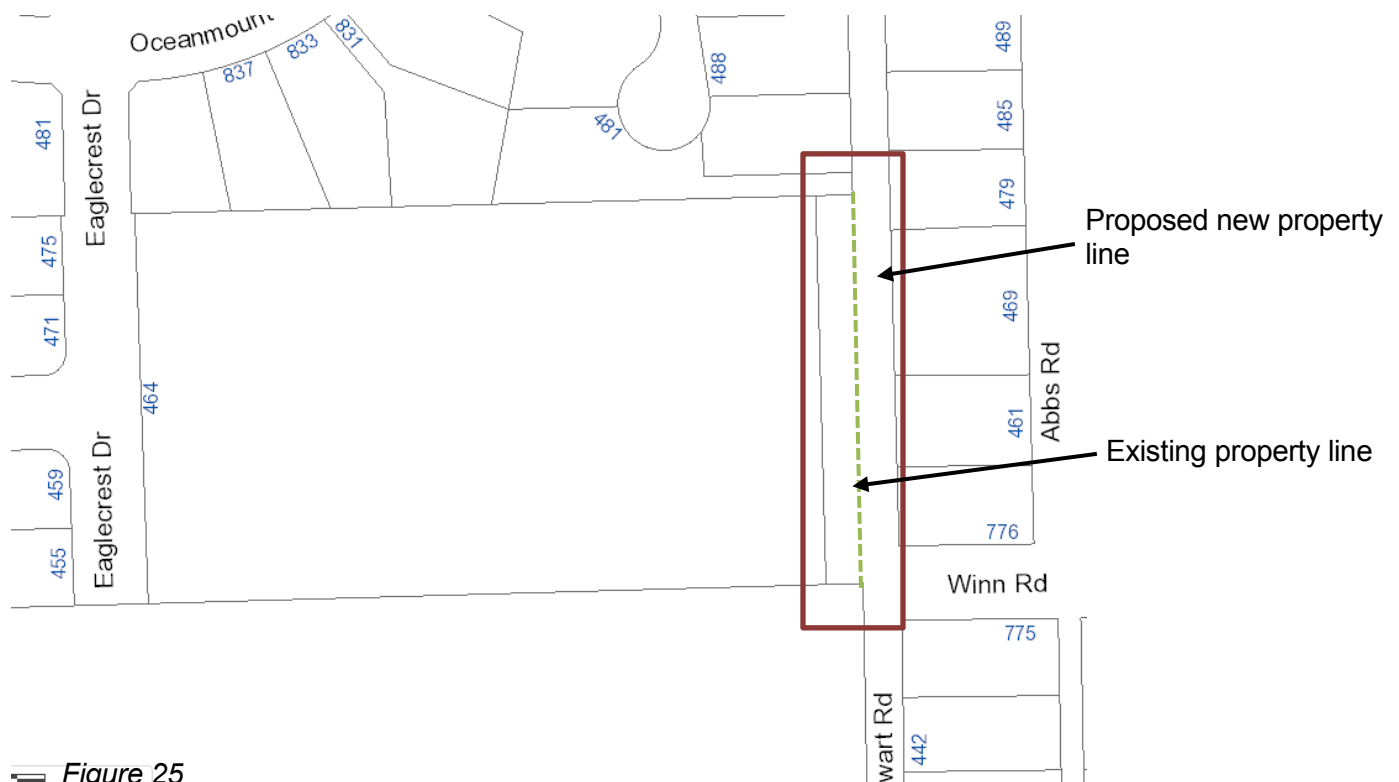 Oceanmount
831
833
837
481
488
489
485
479
469
461
776
775
442
481
475
471
459
455
464
Eaglecrest Dr
Eaglecrest Dr
Proposed new property
line
Abbs Rd
Existing property line
Winn Rd
wart Rd
Figure 25